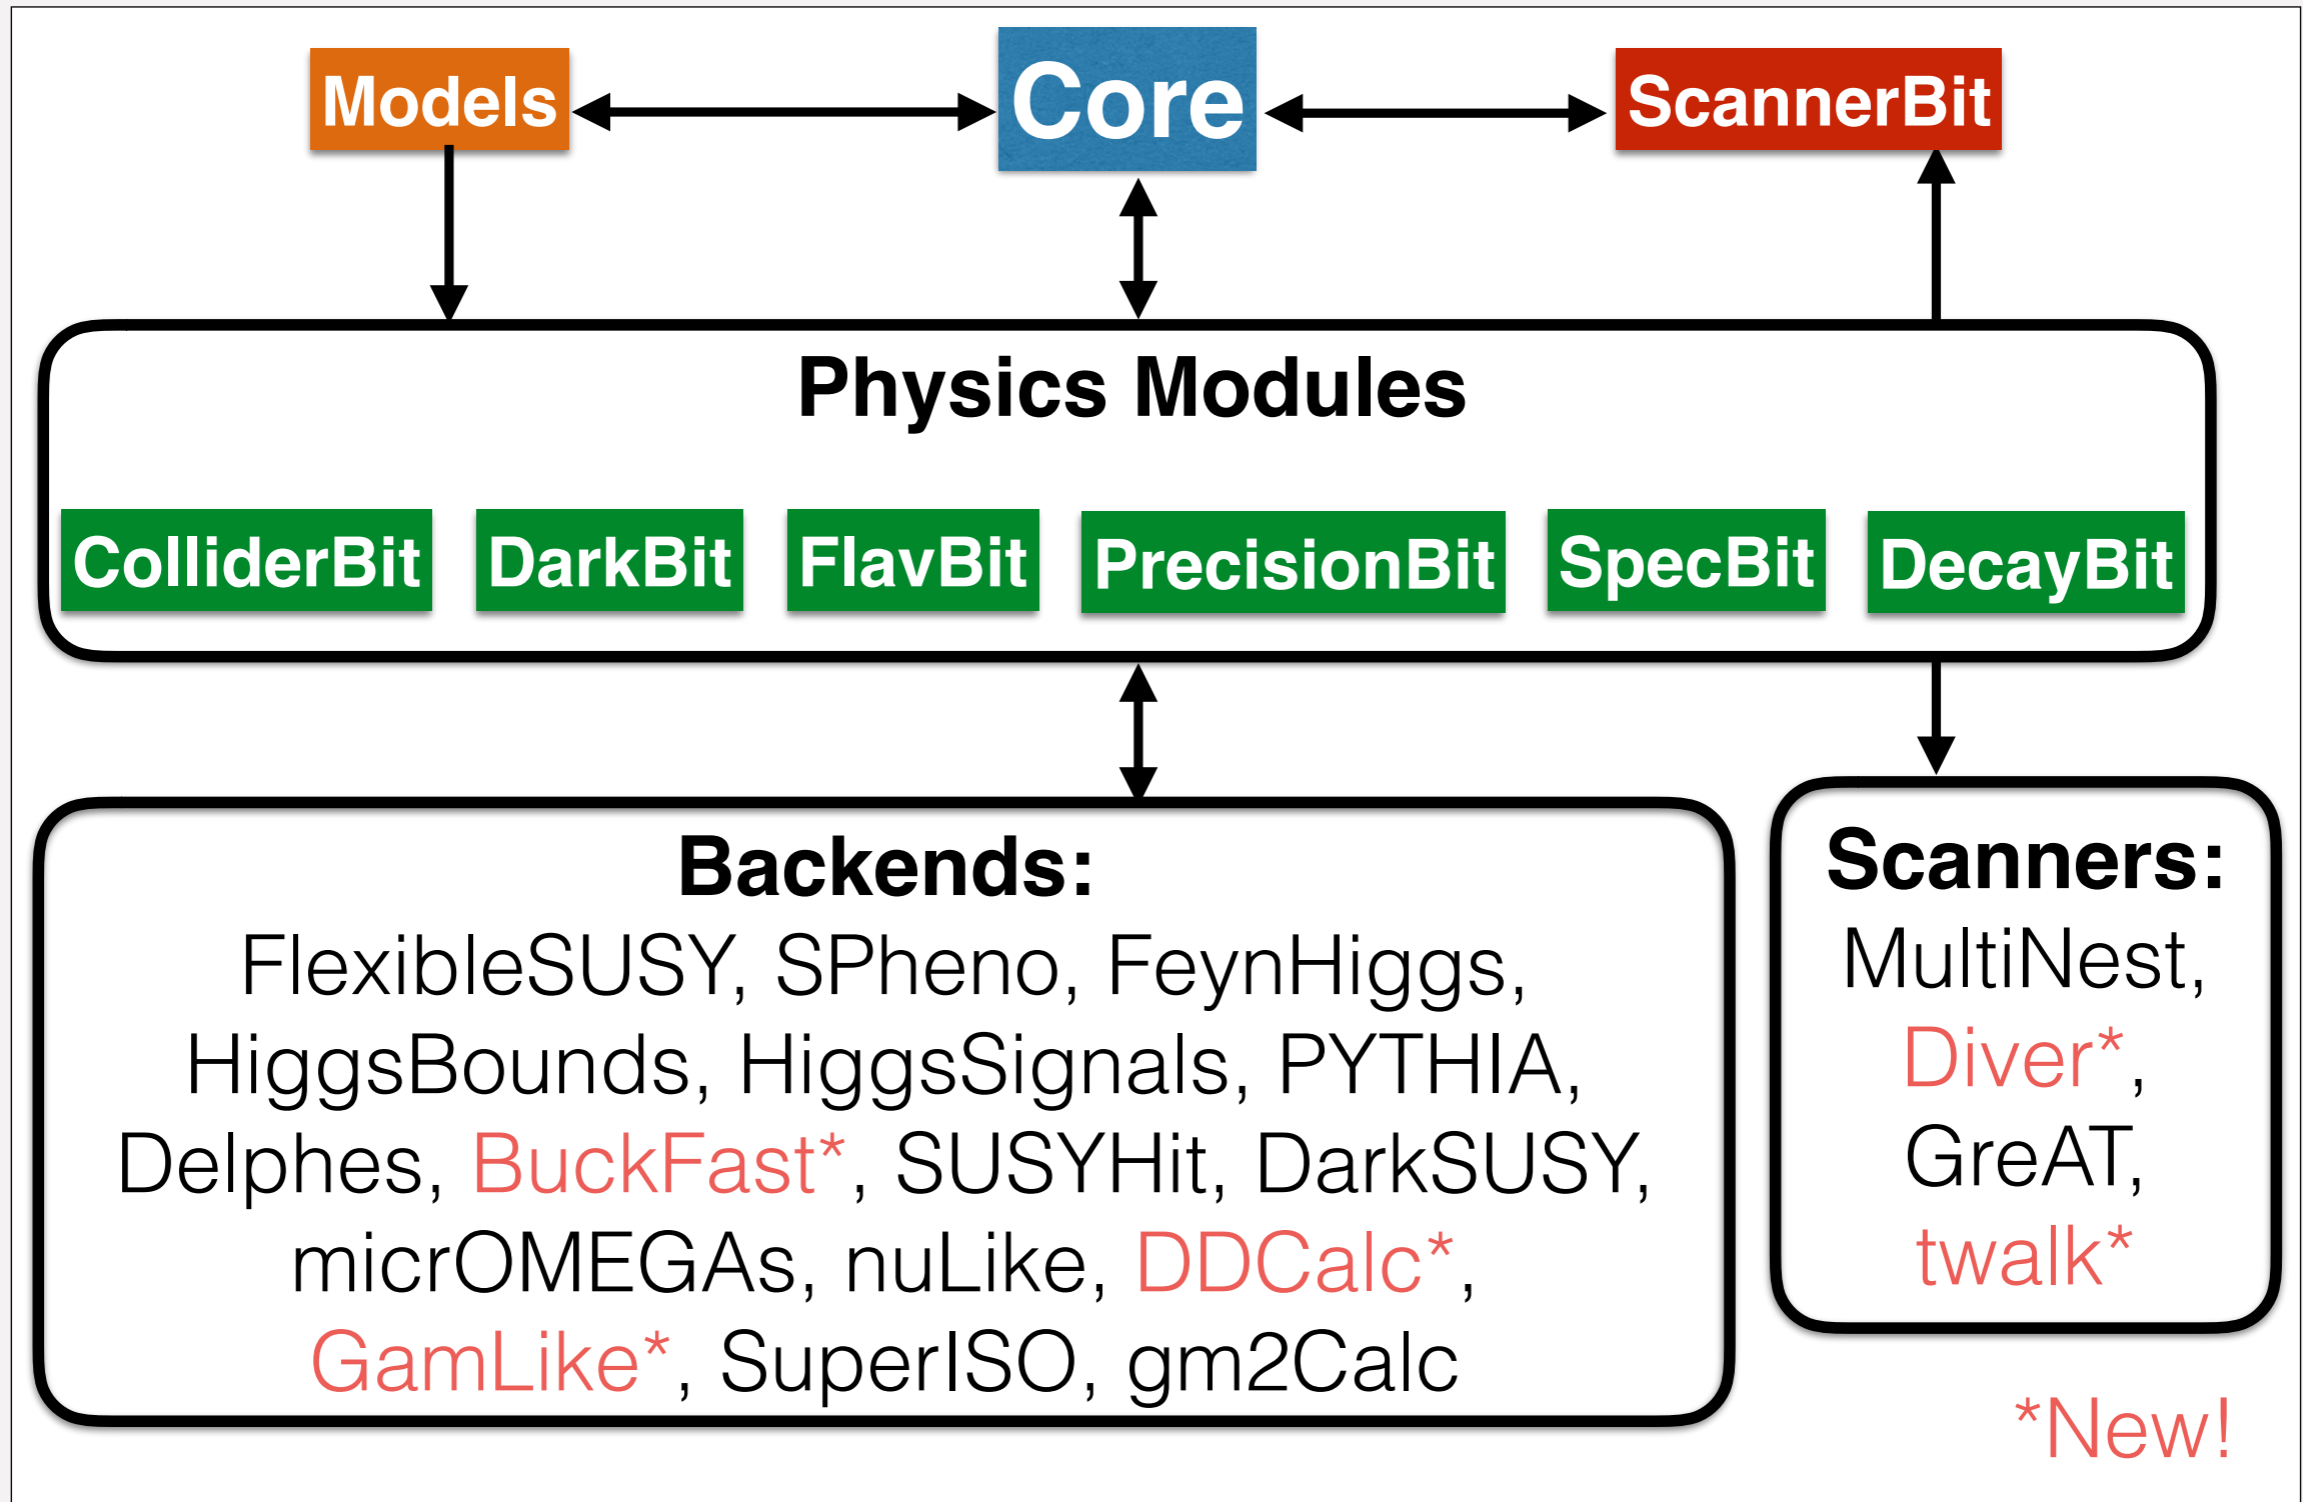 Models
Core
ScannerBit
Physics Modules
ColliderBit
DarkBit
FlavBit
PrecisionBit
SpecBit
DecayBit
Backends:
FlexibleSUSY, SPheno, FeynHiggs,
HiggsBounds, HiggsSignals, PYTHIA,
Delphes, BuckFast*, SUSYHit, DarkSUSY,
micrOMEGAs, nuLike, DDCalc*,
GamLike*, SuperISO, gm2Calc
Scanners:
MultiNest,
Diver*,
GreAT,
twalk*
*New!